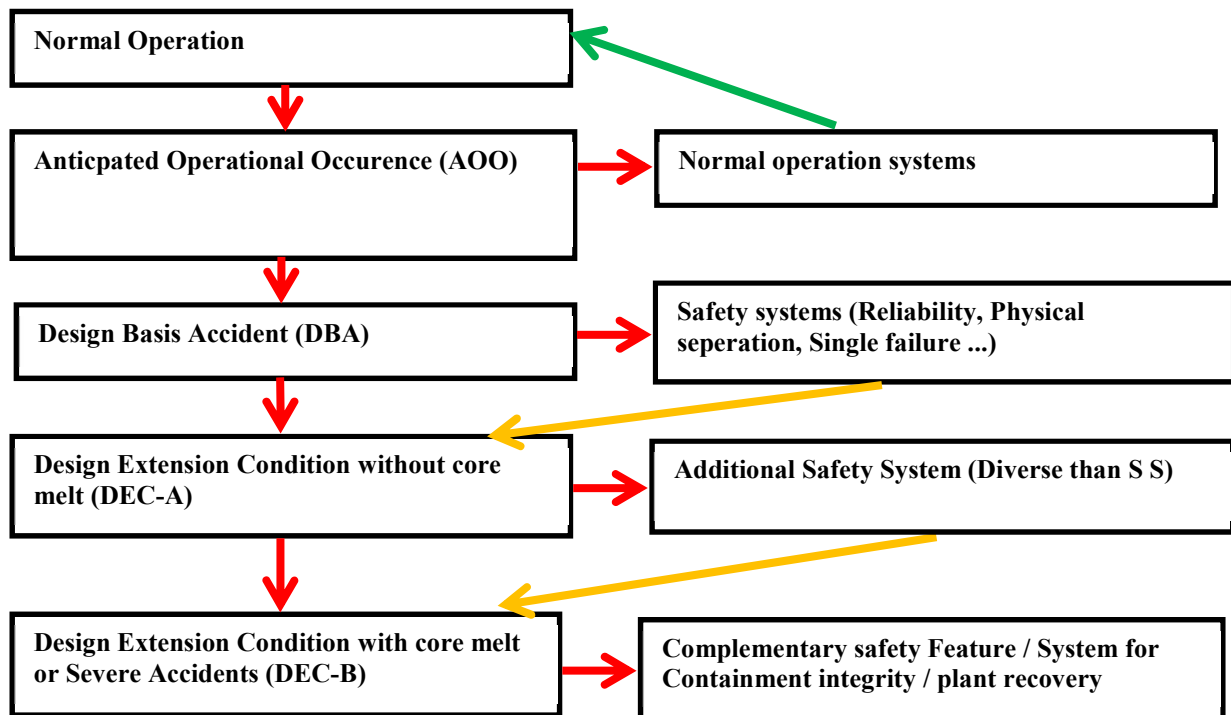 Normal Operation
Anticpated Operational Occurence (AOO)
Normal operation systems
Design Basis Accident (DBA)
Safety systems (Reliability, Physical
seperation, Single failure ...)
Design Extension Condition without core
melt (DEC-A)
Additional Safety System (Diverse than S S)
Design Extension Condition with core melt
or Severe Accidents (DEC-B)
Complementary safety Feature / System for
Containment integrity / plant recovery